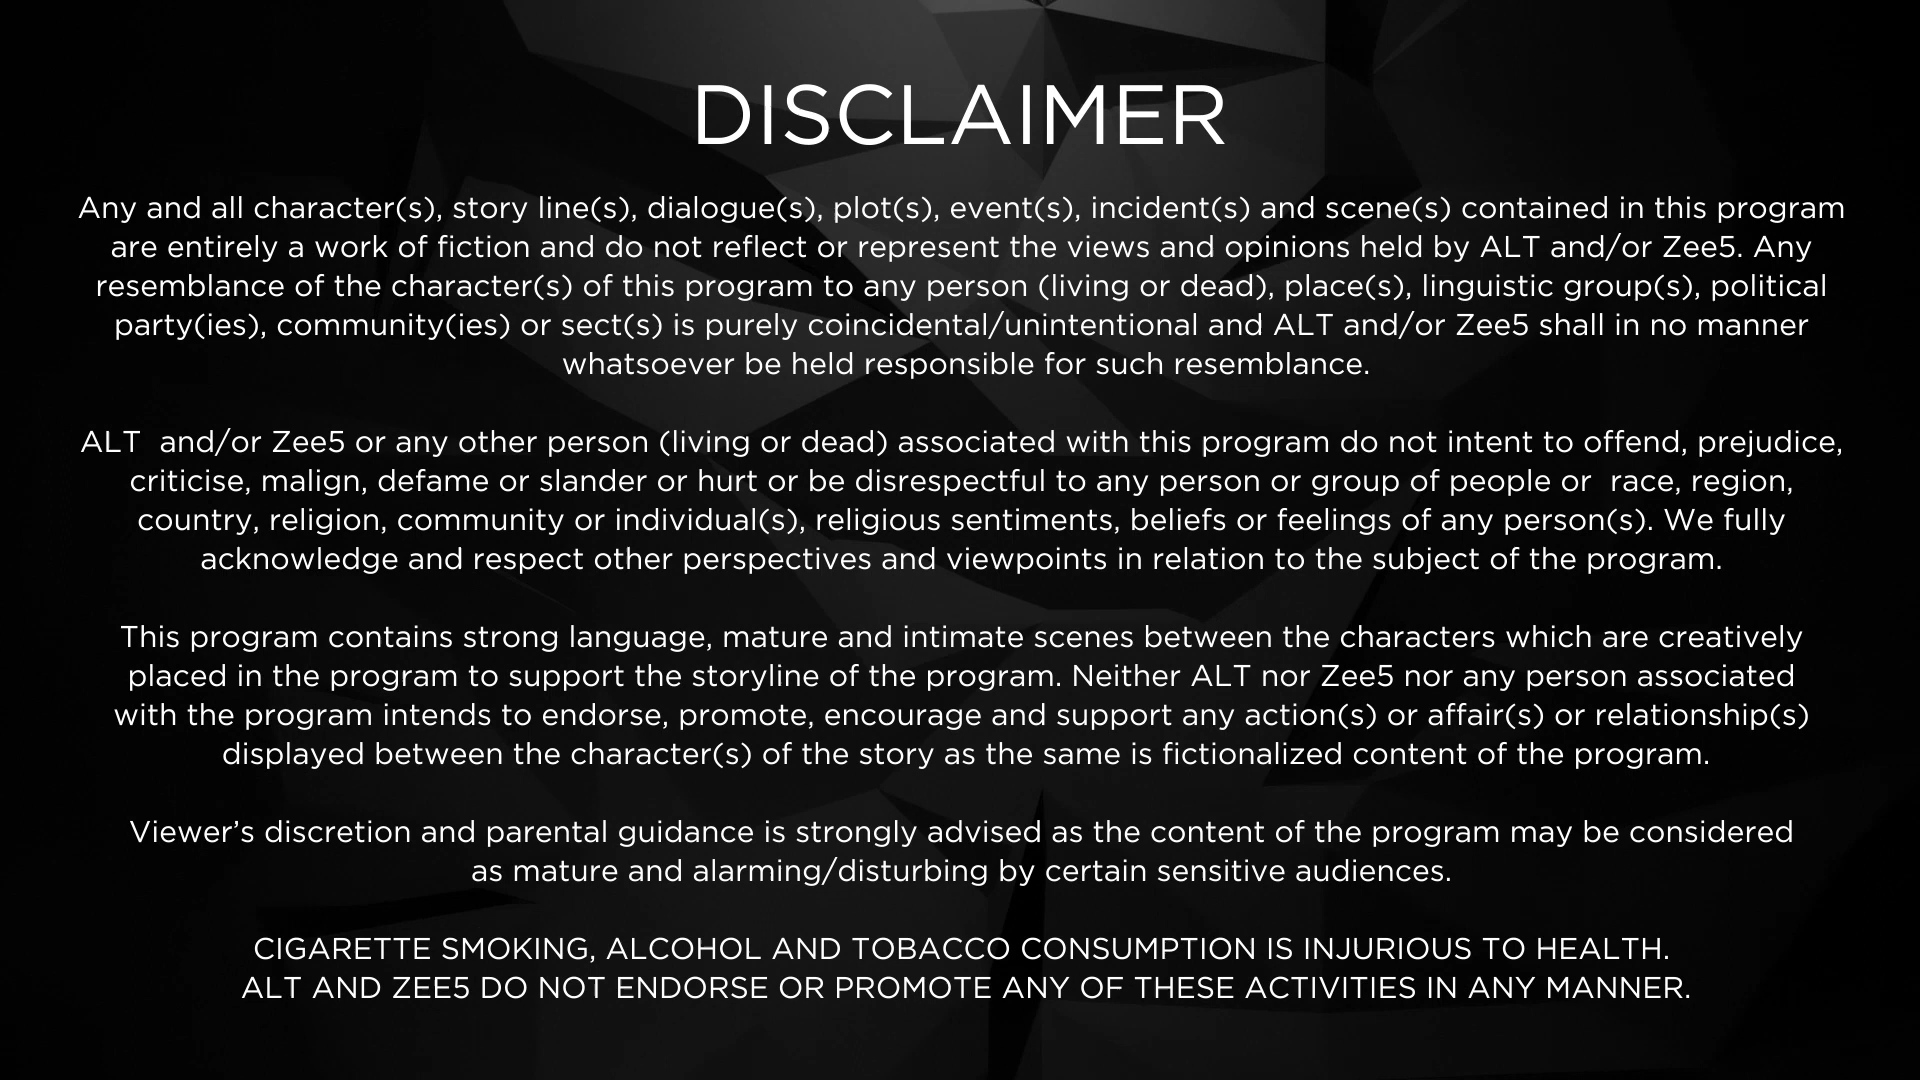 DISCLAIMER
Any and all character(s), story line(s), dialogue(s), plot(s), event(s), incident(s) and scene(s) contained in this program
are entirely a work of fiction and do not reflect or represent the views and opinions held by ALT and/or Zee5. Any
resemblance of the character(s) of this program to any person (living or dead), place(s), linguistic group(s), political
party(ies), community(ies) or sect(s) is purely coincidental/unintentional and ALT and/or Zee5 shall in no manner
whatsoever be held responsible for such resemblance.
ALT  and/or Zee5 or any other person (living or dead) associated with this program do not intent to offend, prejudice,
criticise, malign, defame or slander or hurt or be disrespectful to any person or group of people or  race, region,
country, religion, community or individual(s), religious sentiments, beliefs or feelings of any person(s). We fully
acknowledge and respect other perspectives and viewpoints in relation to the subject of the program.
This program contains strong language, mature and intimate scenes between the characters which are creatively
placed in the program to support the storyline of the program. Neither ALT nor Zee5 nor any person associated
with the program intends to endorse, promote, encourage and support any action(s) or affair(s) or relationship(s)
displayed between the character(s) of the story as the same is fictionalized content of the program.
Viewer’s discretion and parental guidance is strongly advised as the content of the program may be considered
as mature and alarming/disturbing by certain sensitive audiences.
CIGARETTE SMOKING, ALCOHOL AND TOBACCO CONSUMPTION IS INJURIOUS TO HEALTH.
ALT AND ZEE5 DO NOT ENDORSE OR PROMOTE ANY OF THESE ACTIVITIES IN ANY MANNER.